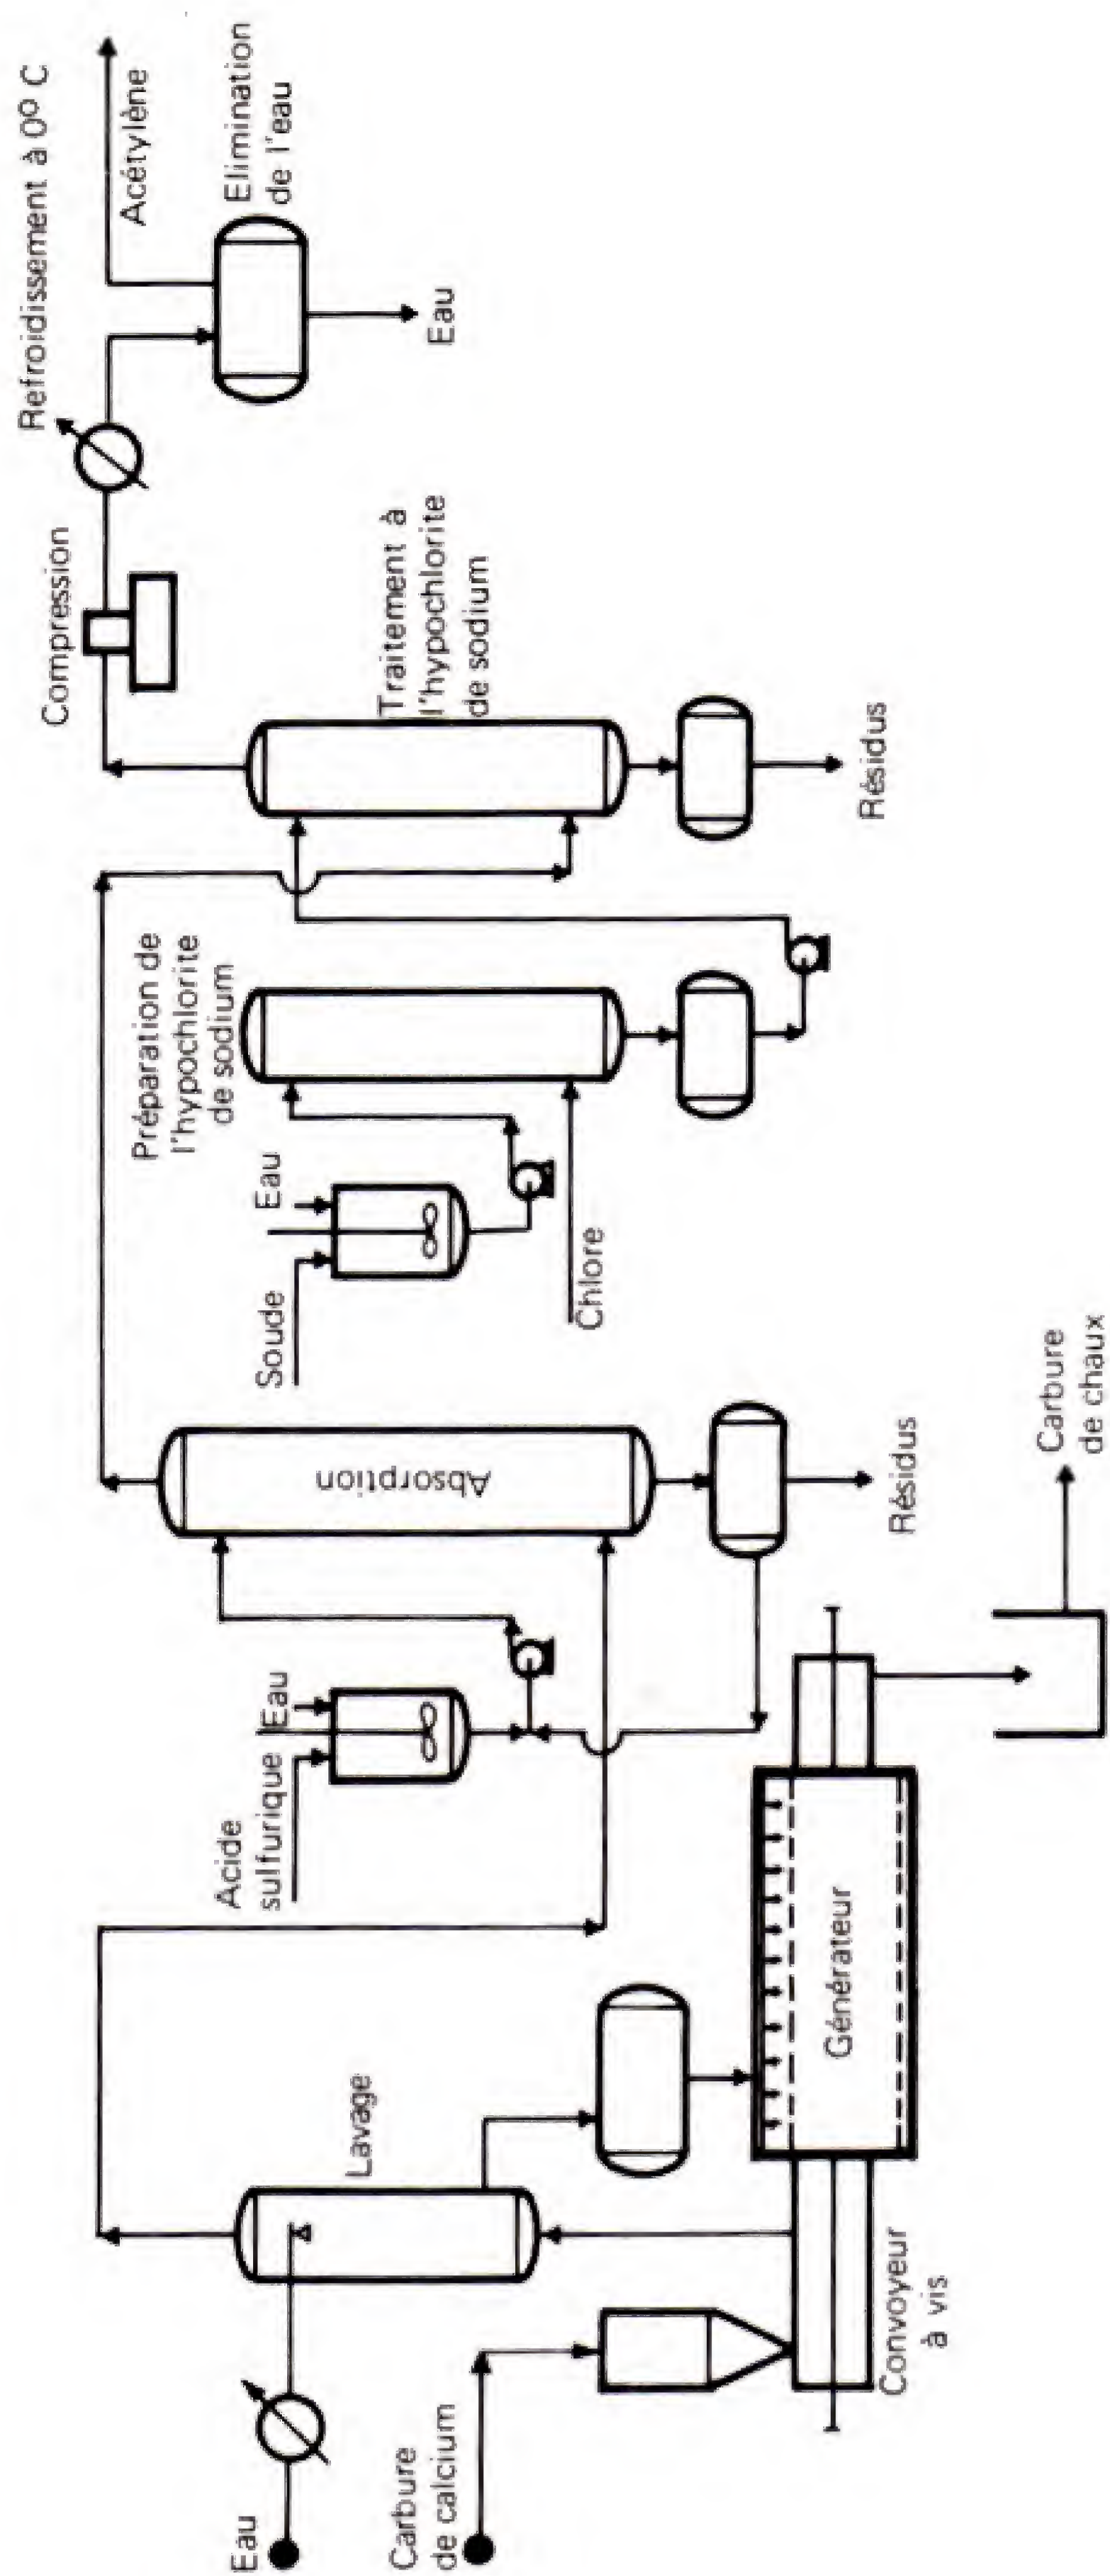 Eau
Carbure
de calcium
Convoyeur
à vis
Lavage
Générateur
Acide
sulfurique
Eau
Absorption
Résidus
Carbure
de chaux
Soude
Eau
Chlore
Préparation de
l'hypochlorite
de sodium
Traitement à
l'hypochlorite
de sodium
Résidus
Compression
Refroidissement à 0º C
Acétylène
Elimination
de l'eau
Eau